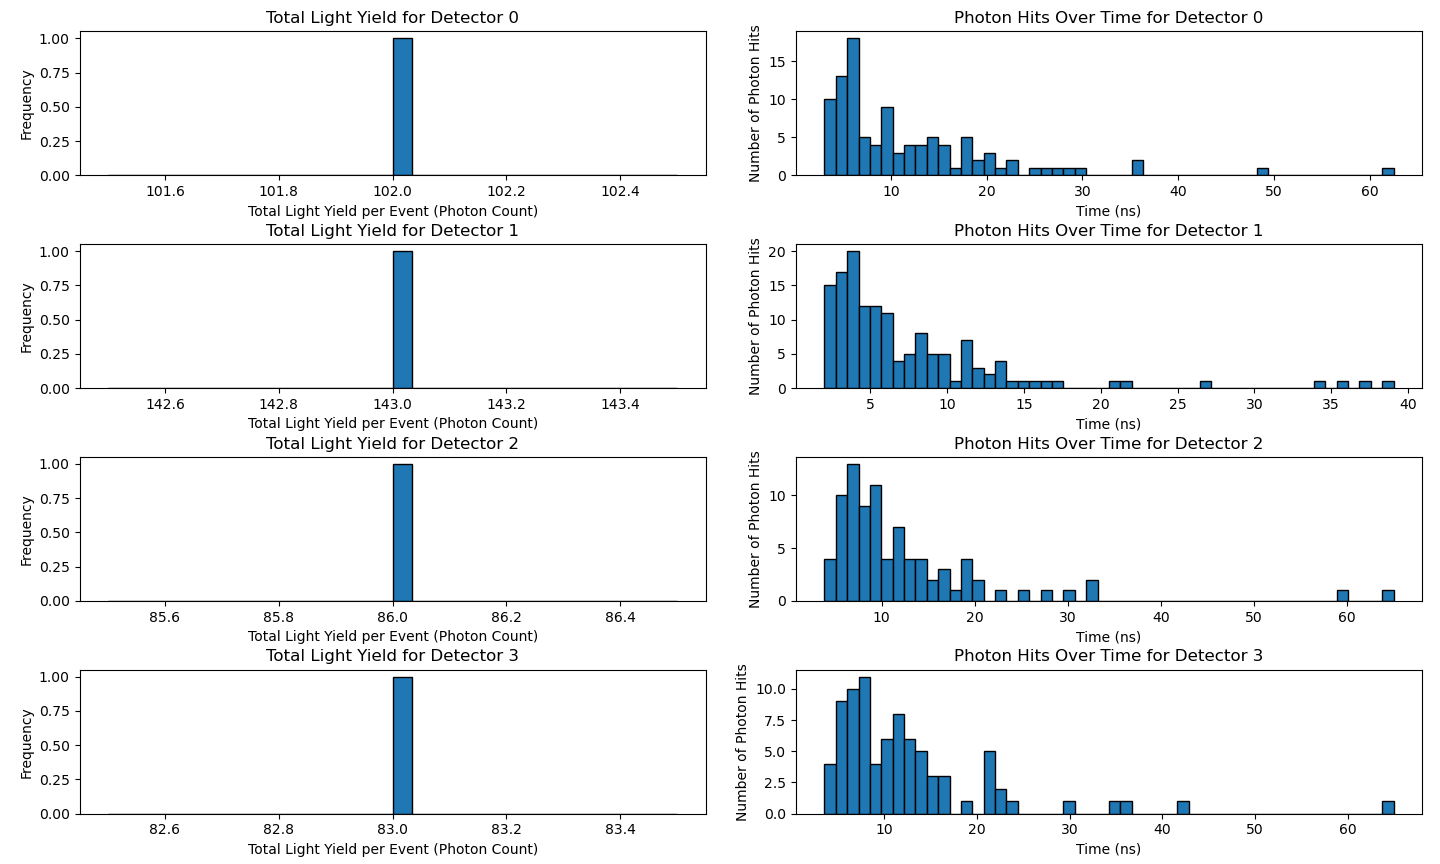 Total Light Yield for Detector 0
Frequency
1.00
0.75
0.50
0.25
0.00
101.6 101.8 102.0 102.2 102.4
Total Light Yield per Event (Photon Count)
Photon Hits Over Time for Detector 0
Number of Photon Hits
15
10
5
0
10 20 30 40 50 60
Time (ns)
Total Light Yield for Detector 1
Frequency
1.00
0.75
0.50
0.25
0.00
142.6 142.8 143.0 143.2 143.4
Total Light Yield per Event (Photon Count)
Photon Hits Over Time for Detector 1
Number of Photon Hits
20
15
10
5
0
5 10 15 20 25 30 35 40
Time (ns)
Total Light Yield for Detector 2
Frequency
1.00
0.75
0.50
0.25
0.00
85.6 85.8 86.0 86.2 86.4
Total Light Yield per Event (Photon Count)
Photon Hits Over Time for Detector 2
Number of Photon Hits
10
5
0
10 20 30 40 50 60
Time (ns)
Total Light Yield for Detector 3
Frequency
1.00
0.75
0.50
0.25
0.00
82.6 82.8 83.0 83.2 83.4
Total Light Yield per Event (Photon Count)
Photon Hits Over Time for Detector 3
Number of Photon Hits
10.0
7.5
5.0
2.5
0.0
10 20 30 40 50 60
Time (ns)